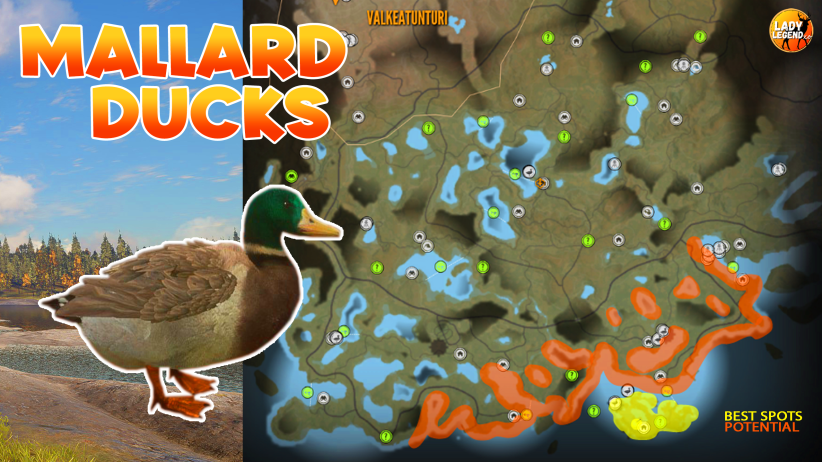 MALLARD
DUCKS
VALKEATUNTURI
LADY
LEGEND
BEST SPOTS
POTENTIAL